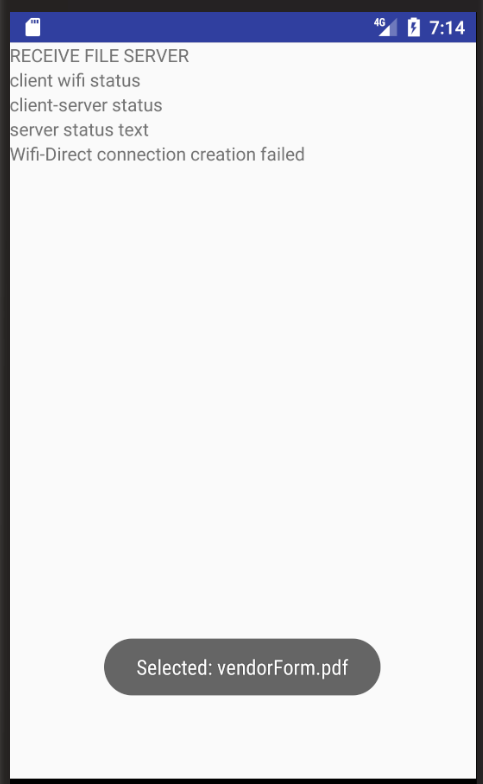 4G 7:14
RECEIVE FILE SERVER
client wifi status
client-server status
server status text
Wifi-Direct connection creation failed
Selected: vendorForm.pdf